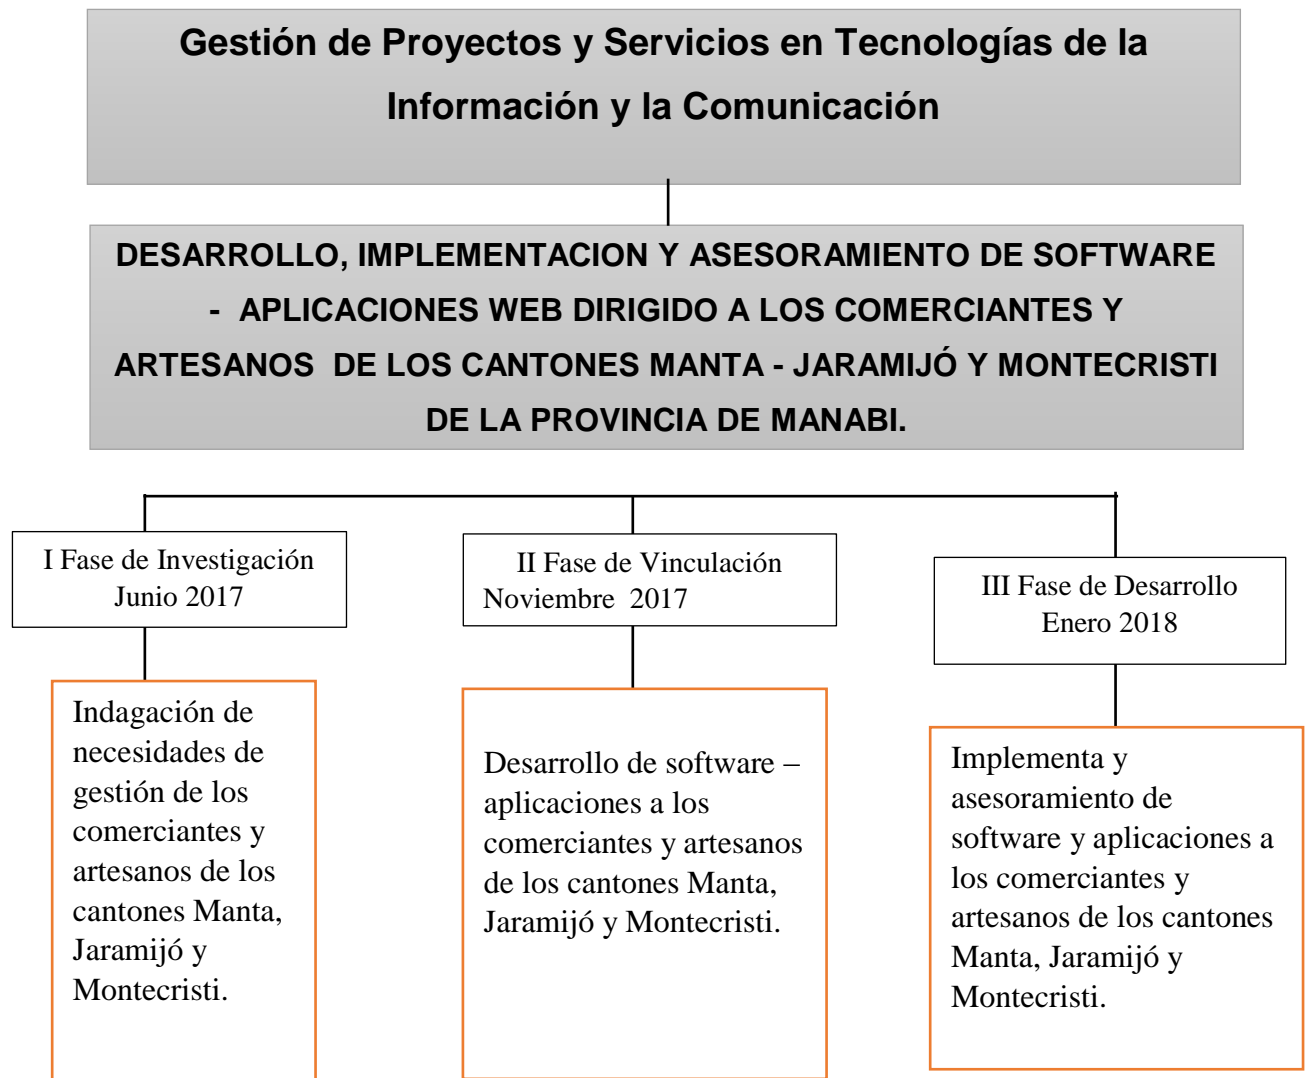 Gestión de Proyectos y Servicios en Tecnologías de la
Información y la Comunicación
DESARROLLO, IMPLEMENTACION Y ASESORAMIENTO DE SOFTWARE
- APLICACIONES WEB DIRIGIDO A LOS COMERCIANTES Y
ARTESANOS DE LOS CANTONES MANTA - JARAMIJÓ Y MONTECRISTI
DE LA PROVINCIA DE MANABI.
I Fase de Investigación
Junio 2017
II Fase de Vinculación
Noviembre 2017
III Fase de Desarrollo
Enero 2018
Indagación de
necesidades de
gestión de los
comerciantes y
artesanos de los
cantones Manta,
Jaramijó y
Montecristi.
Desarrollo de software –
aplicaciones a los
comerciantes y artesanos
de los cantones Manta,
Jaramijó y Montecristi.
Implementa y
asesoramiento de
software y aplicaciones a
los comerciantes y
artesanos de los cantones
Manta, Jaramijó y
Montecristi.